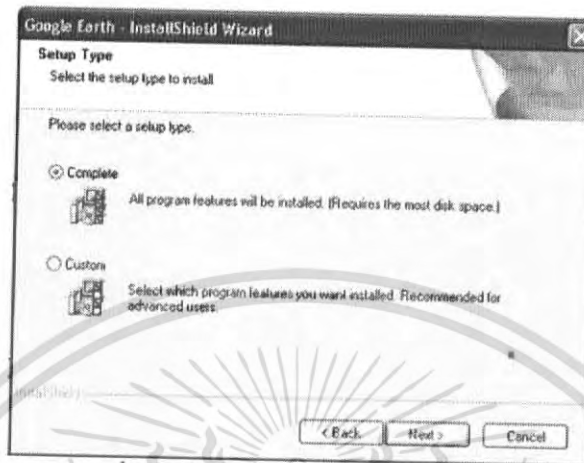 Google Earth - InstallShield Wizard
Setup Type
Select the setup type to install
Please select a setup type.
Complete
All program features will be installed. (Requires the most disk space.)
Custom
Select which program features you want installed. Recommended for
advanced users.
InstallShield
< Back
Next >
Cancel